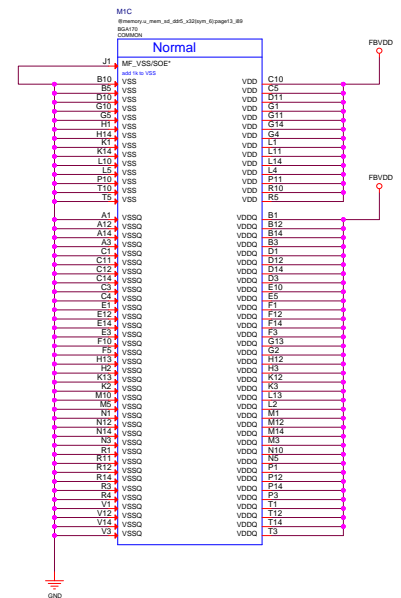 M1C
@memory.u_mem_sd_ddr5_x32(sym_6):page13_i89
BGA170
COMMON
Normal
FBVDD
J1 MF_VSS/SOE*
add 1k to VSS
B10 VSS VDD C10
B5 VSS VDD C5
D10 VSS VDD D11
G10 VSS VDD G1
G5 VSS VDD G11
H1 VSS VDD G14
H14 VSS VDD G4
K1 VSS VDD L1
K14 VSS VDD L11
L10 VSS VDD L14
L5 VSS VDD L4
P10 VSS VDD P11
T10 VSS VDD R10
T5 VSS VDD R5
FBVDD
A1 VSSQ VDDQ B1
A12 VSSQ VDDQ B12
A14 VSSQ VDDQ B14
A3 VSSQ VDDQ B3
C1 VSSQ VDDQ D1
C11 VSSQ VDDQ D12
C12 VSSQ VDDQ D14
C14 VSSQ VDDQ D3
C3 VSSQ VDDQ E10
C4 VSSQ VDDQ E5
E1 VSSQ VDDQ F1
E12 VSSQ VDDQ F12
E14 VSSQ VDDQ F14
E3 VSSQ VDDQ F3
F10 VSSQ VDDQ G13
F5 VSSQ VDDQ G2
H13 VSSQ VDDQ H12
H2 VSSQ VDDQ H3
K13 VSSQ VDDQ K12
K2 VSSQ VDDQ K3
M10 VSSQ VDDQ L13
M5 VSSQ VDDQ L2
N1 VSSQ VDDQ M1
N12 VSSQ VDDQ M12
N14 VSSQ VDDQ M14
N3 VSSQ VDDQ M3
R1 VSSQ VDDQ N10
R11 VSSQ VDDQ N5
R12 VSSQ VDDQ P1
R14 VSSQ VDDQ P12
R3 VSSQ VDDQ P14
R4 VSSQ VDDQ P3
V1 VSSQ VDDQ T1
V12 VSSQ VDDQ T12
V14 VSSQ VDDQ T14
V3 VSSQ VDDQ T3
GND